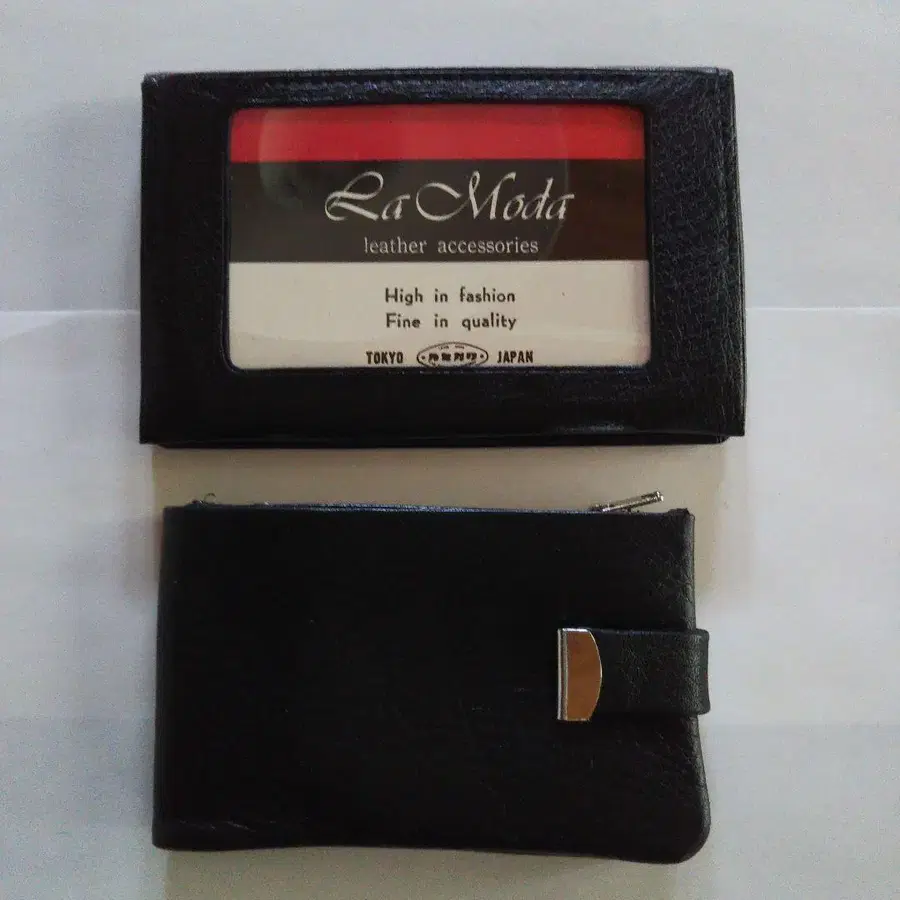 La Moda
leather accessories
High in fashion
Fine in quality
TOKYO JAPAN